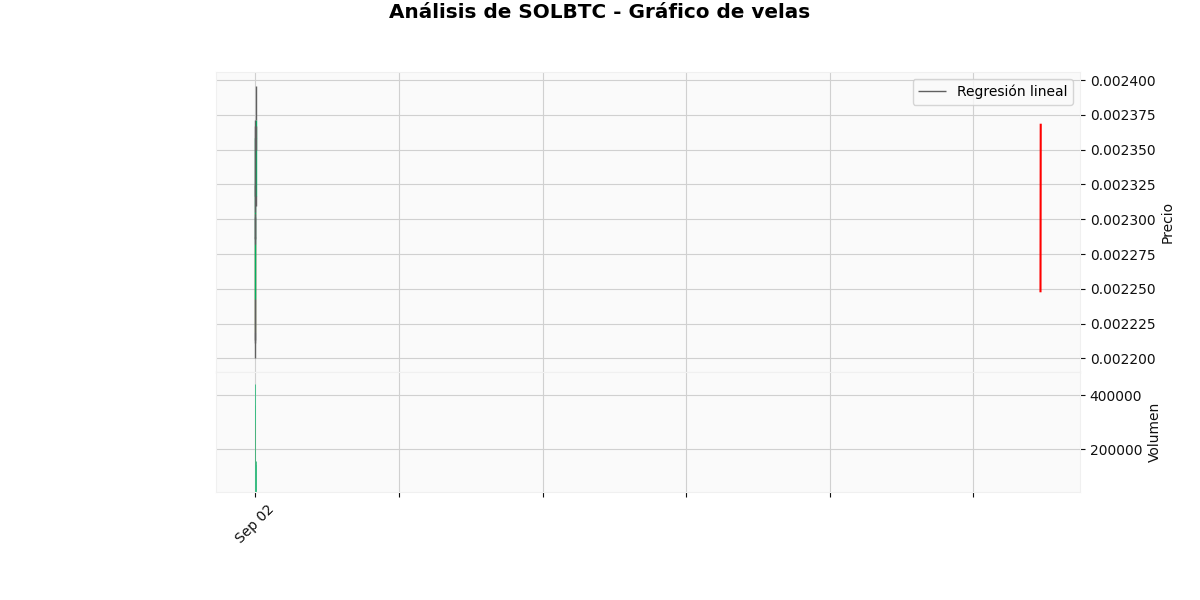 Análisis de SOLBTC - Gráfico de velas
Regresión lineal
0.002400
0.002375
0.002350
0.002325
0.002300
0.002275
0.002250
0.002225
0.002200
Precio
400000
200000
Volumen
Sep 02